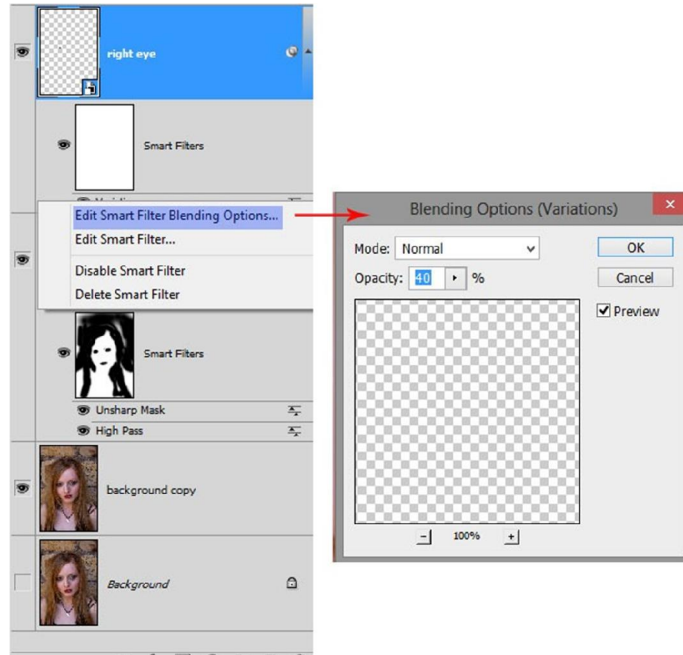 right eye
Smart Filters
Edit Smart Filter Blending Options...
Edit Smart Filter...
Disable Smart Filter
Delete Smart Filter
Smart Filters
Unsharp Mask
High Pass
background copy
Background
Blending Options (Variations)
Mode: Normal
OK
Opacity: 40 %
Cancel
Preview
- 100% +